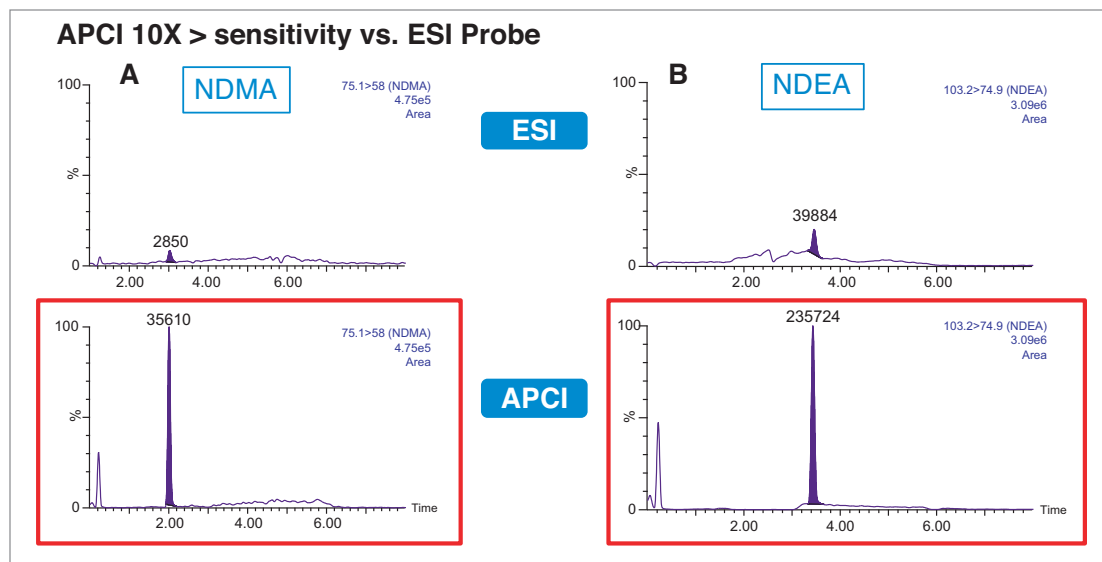 APCI 10X > sensitivity vs. ESI Probe
A
NDMA
75.1>58 (NDMA)
4.75e5
Area
100
%
0
2850
2.00 4.00 6.00
ESI
B
NDEA
103.2>74.9 (NDEA)
3.09e6
Area
100
%
0
39884
2.00 4.00 6.00
35610
75.1>58 (NDMA)
4.75e5
Area
100
%
0
2.00 4.00 6.00 Time
APCI
235724
103.2>74.9 (NDEA)
3.09e6
Area
100
%
0
2.00 4.00 6.00 Time